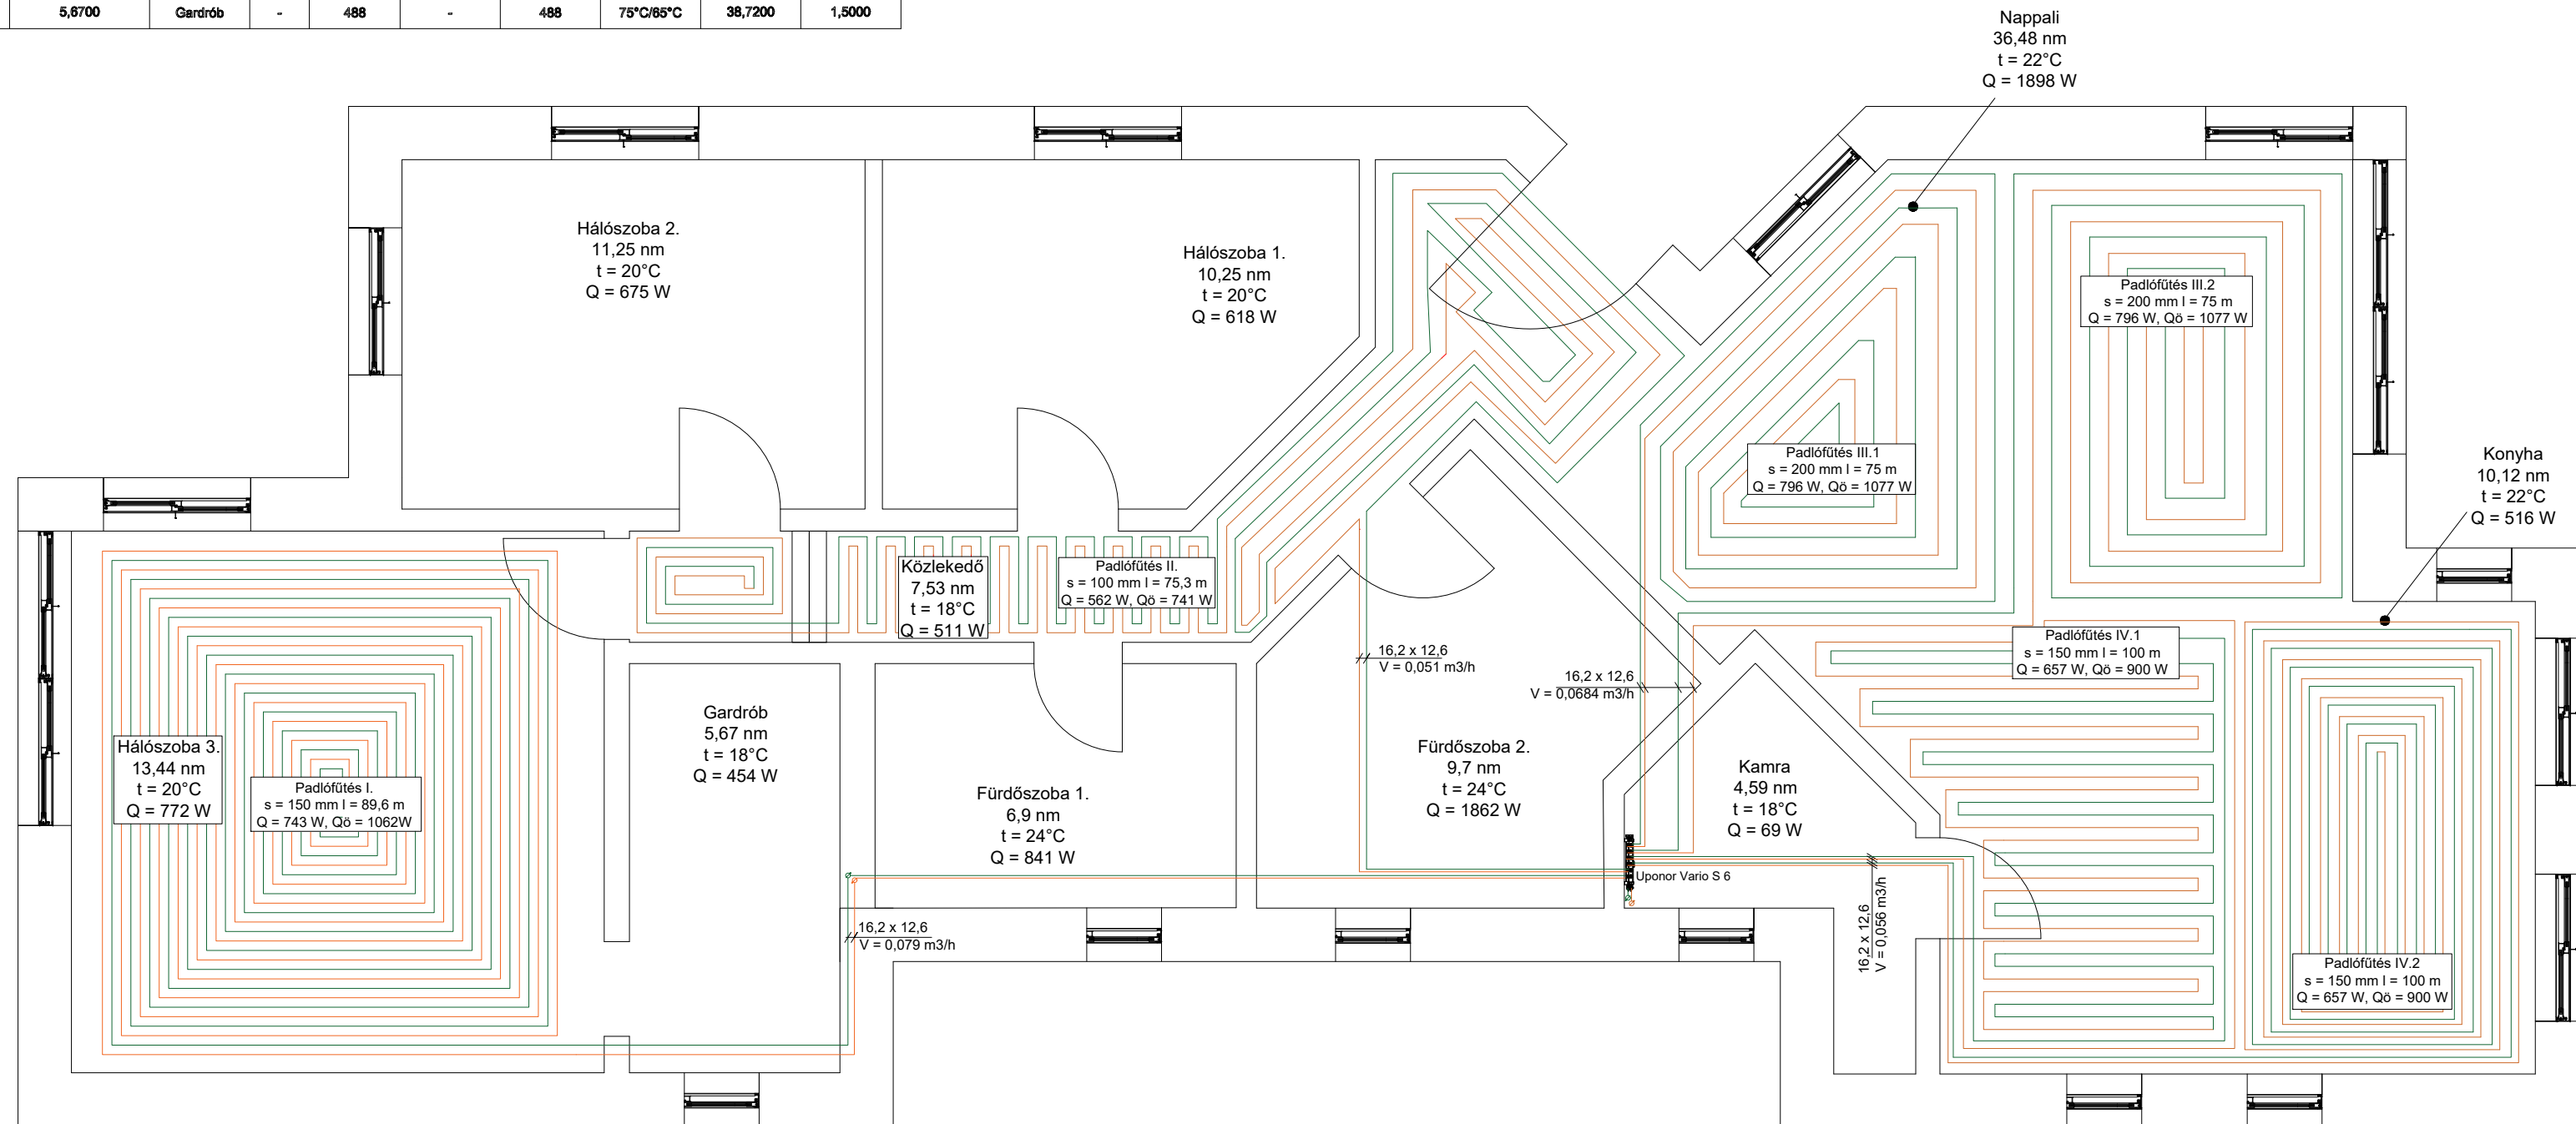 5,6700 Gardrób - 488 - 488 75°C/65°C 38,7200 1,5000
Nappali
36,48 nm
t = 22°C
Q = 1898 W
Hálószoba 2.
11,25 nm
t = 20°C
Q = 675 W
Hálószoba 1.
10,25 nm
t = 20°C
Q = 618 W
Padlófűtés III.2
s = 200 mm l = 75 m
Q = 796 W, Qö = 1077 W
Padlófűtés III.1
s = 200 mm l = 75 m
Q = 796 W, Qö = 1077 W
Konyha
10,12 nm
t = 22°C
Q = 516 W
Közlekedő
7,53 nm
t = 18°C
Q = 511 W
Padlófűtés II.
s = 100 mm l = 75,3 m
Q = 562 W, Qö = 741 W
16,2 x 12,6
V = 0,051 m3/h
16,2 x 12,6
V = 0,0684 m3/h
Padlófűtés IV.1
s = 150 mm l = 100 m
Q = 657 W, Qö = 900 W
Hálószoba 3.
13,44 nm
t = 20°C
Q = 772 W
Padlófűtés I.
s = 150 mm l = 89,6 m
Q = 743 W, Qö = 1062W
Gardrób
5,67 nm
t = 18°C
Q = 454 W
Fürdőszoba 1.
6,9 nm
t = 24°C
Q = 841 W
Fürdőszoba 2.
9,7 nm
t = 24°C
Q = 1862 W
Kamra
4,59 nm
t = 18°C
Q = 69 W
Uponor Vario S 6
16,2 x 12,6
V = 0,079 m3/h
16,2 x 12,6
V = 0,056 m3/h
Padlófűtés IV.2
s = 150 mm l = 100 m
Q = 657 W, Qö = 900 W